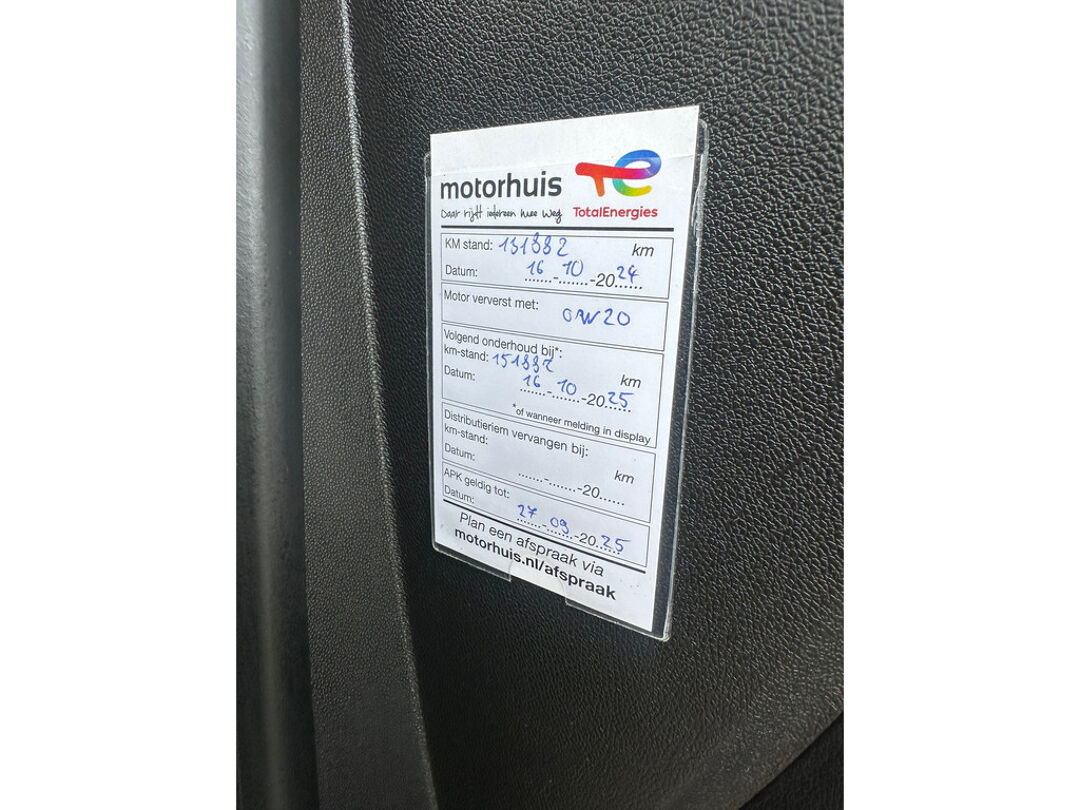 motorhuis
Daar rijdt iedereen mee weg
TotalEnergies
KM stand: 131882 km
Datum: 16-10-2024
Motor ververst met: 0W20
Volgend onderhoud bij*:
km-stand: 151882 km
Datum: 16-10-2025
*of wanneer melding in display
Distributieriem vervangen bij:
km-stand: km
Datum: .......-.......-20......
APK geldig tot:
Datum: 27-09-2025
Plan een afspraak via
motorhuis.nl/afspraak